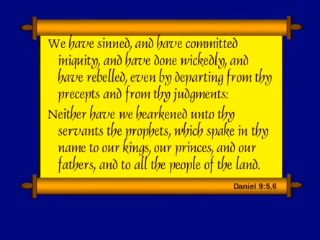 We have sinned, and have committed
iniquity, and have done wickedly, and
have rebelled, even by departing from thy
precepts and from thy judgments:
Neither have we hearkened unto thy
servants the prophets, which spake in thy
name to our kings, our princes, and our
fathers, and to all the people of the land.
Daniel 9:5,6